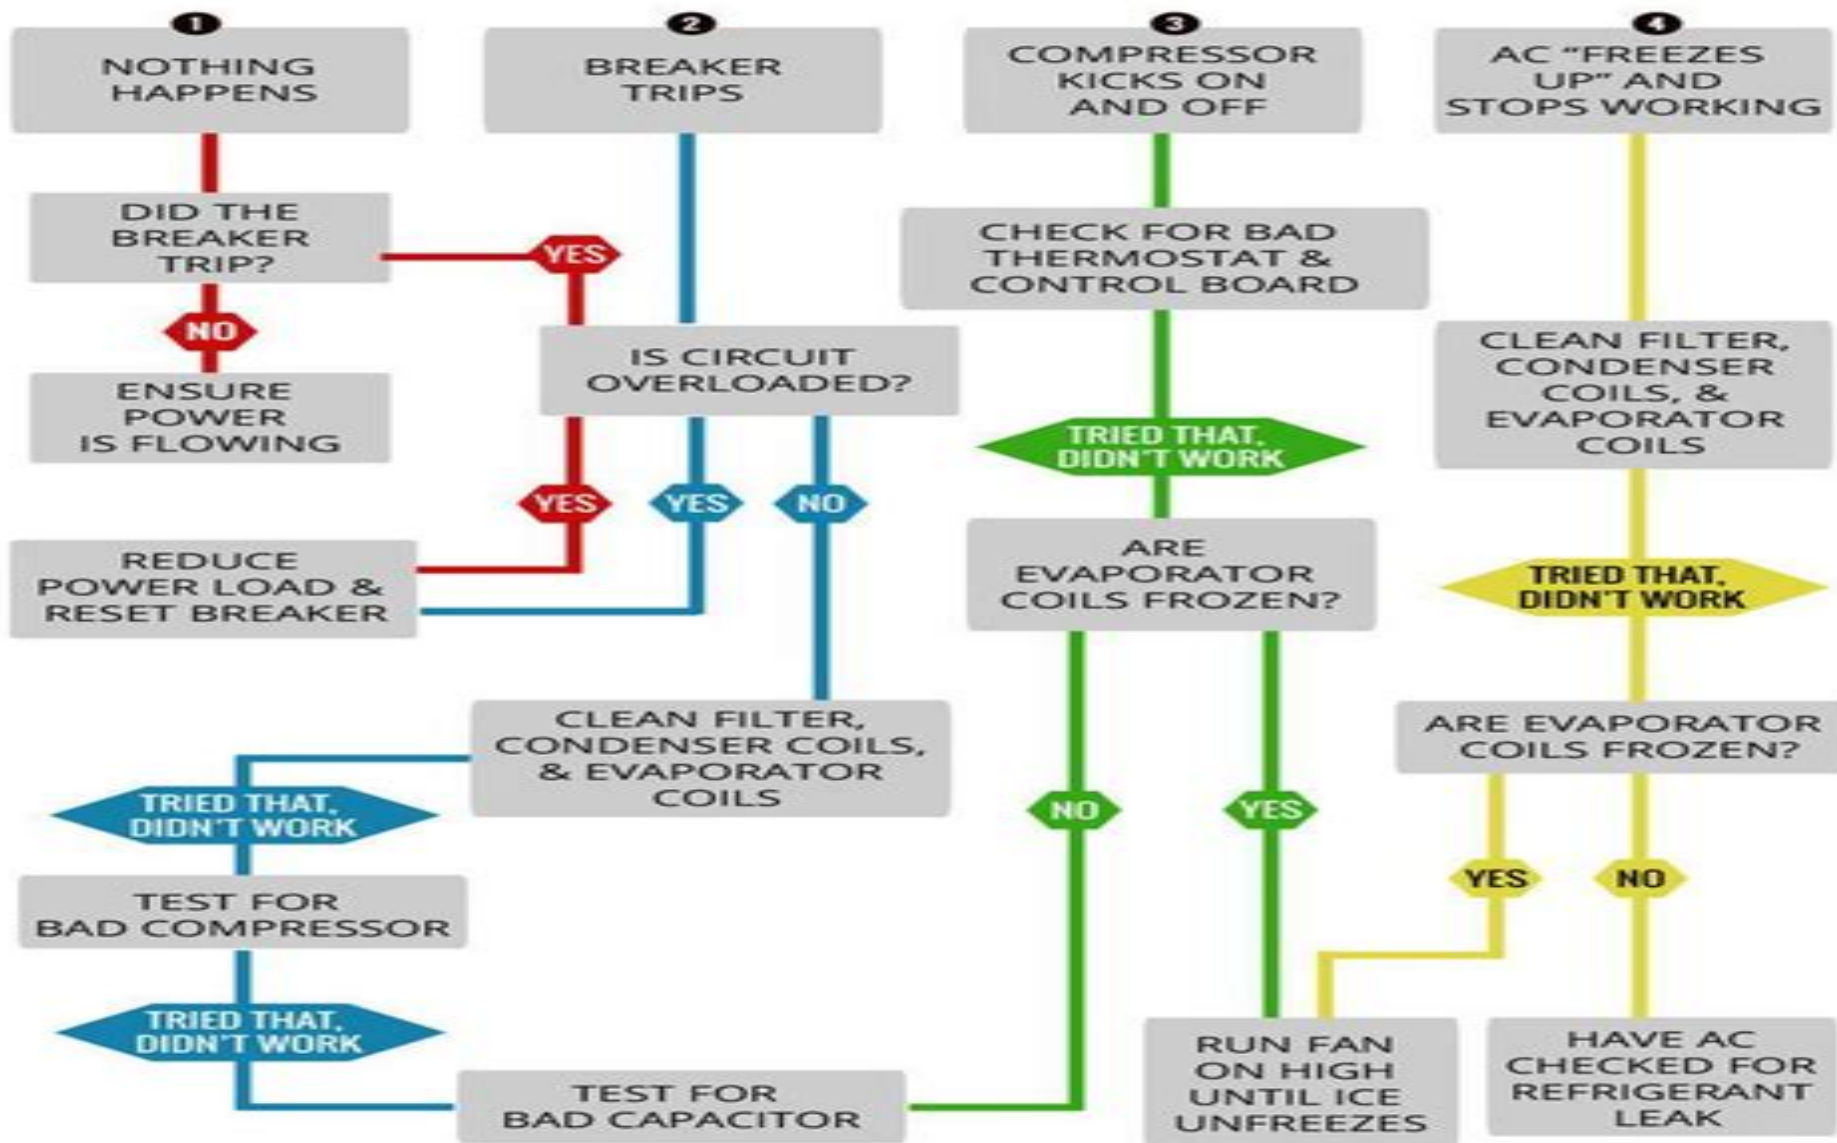 1
NOTHING
HAPPENS
2
BREAKER
TRIPS
3
COMPRESSOR
KICKS ON
AND OFF
4
AC “FREEZES
UP” AND
STOPS WORKING
DID THE
BREAKER
TRIP?
YES
NO
ENSURE
POWER
IS FLOWING
IS CIRCUIT
OVERLOADED?
YES
YES
NO
REDUCE
POWER LOAD &
RESET BREAKER
CLEAN FILTER,
CONDENSER COILS,
& EVAPORATOR
COILS
TRIED THAT,
DIDN'T WORK
TEST FOR
BAD COMPRESSOR
TRIED THAT,
DIDN'T WORK
TEST FOR
BAD CAPACITOR
CHECK FOR BAD
THERMOSTAT &
CONTROL BOARD
TRIED THAT,
DIDN'T WORK
ARE
EVAPORATOR
COILS FROZEN?
NO
YES
CLEAN FILTER,
CONDENSER
COILS, &
EVAPORATOR
COILS
TRIED THAT,
DIDN'T WORK
ARE EVAPORATOR
COILS FROZEN?
YES
NO
RUN FAN
ON HIGH
UNTIL ICE
UNFREEZES
HAVE AC
CHECKED FOR
REFRIGERANT
LEAK